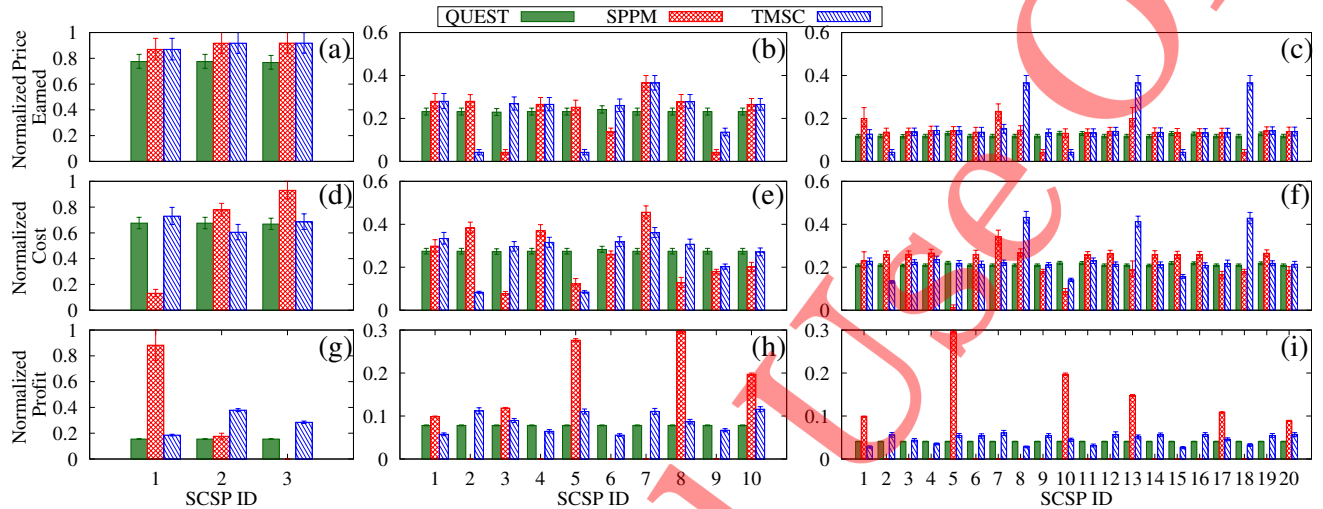 QUEST SPPM TMSC
Normalized Price
Earned
1
0.8
0.6
0.4
0.2
0
(a)
0.6
0.4
0.2
0
(b)
0.6
0.4
0.2
0
(c)
Normalized
Cost
1
0.8
0.6
0.4
0.2
0
(d)
0.6
0.4
0.2
0
(e)
0.6
0.4
0.2
0
(f)
Normalized
Profit
1
0.8
0.6
0.4
0.2
0
(g)
0.3
0.2
0.1
0
(h)
0.3
0.2
0.1
0
(i)
1 2 3
1 2 3 4 5 6 7 8 9 10
1 2 3 4 5 6 7 8 9 10 11 12 13 14 15 16 17 18 19 20
SCSP ID
SCSP ID
SCSP ID
Use